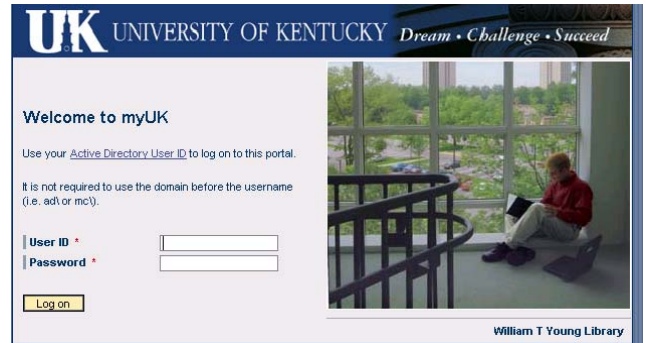 UK UNIVERSITY OF KENTUCKY Dream • Challenge • Succeed
Welcome to myUK
Use your Active Directory User ID to log on to this portal.
It is not required to use the domain before the username
(i.e. ad\ or mc\).
User ID *
Password *
Log on
William T Young Library